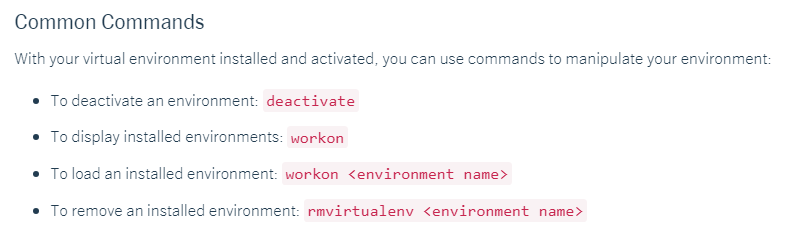 Common Commands
With your virtual environment installed and activated, you can use commands to manipulate your environment:
• To deactivate an environment: deactivate
• To display installed environments: workon
• To load an installed environment: workon <environment name>
• To remove an installed environment: rmvirtualenv <environment name>